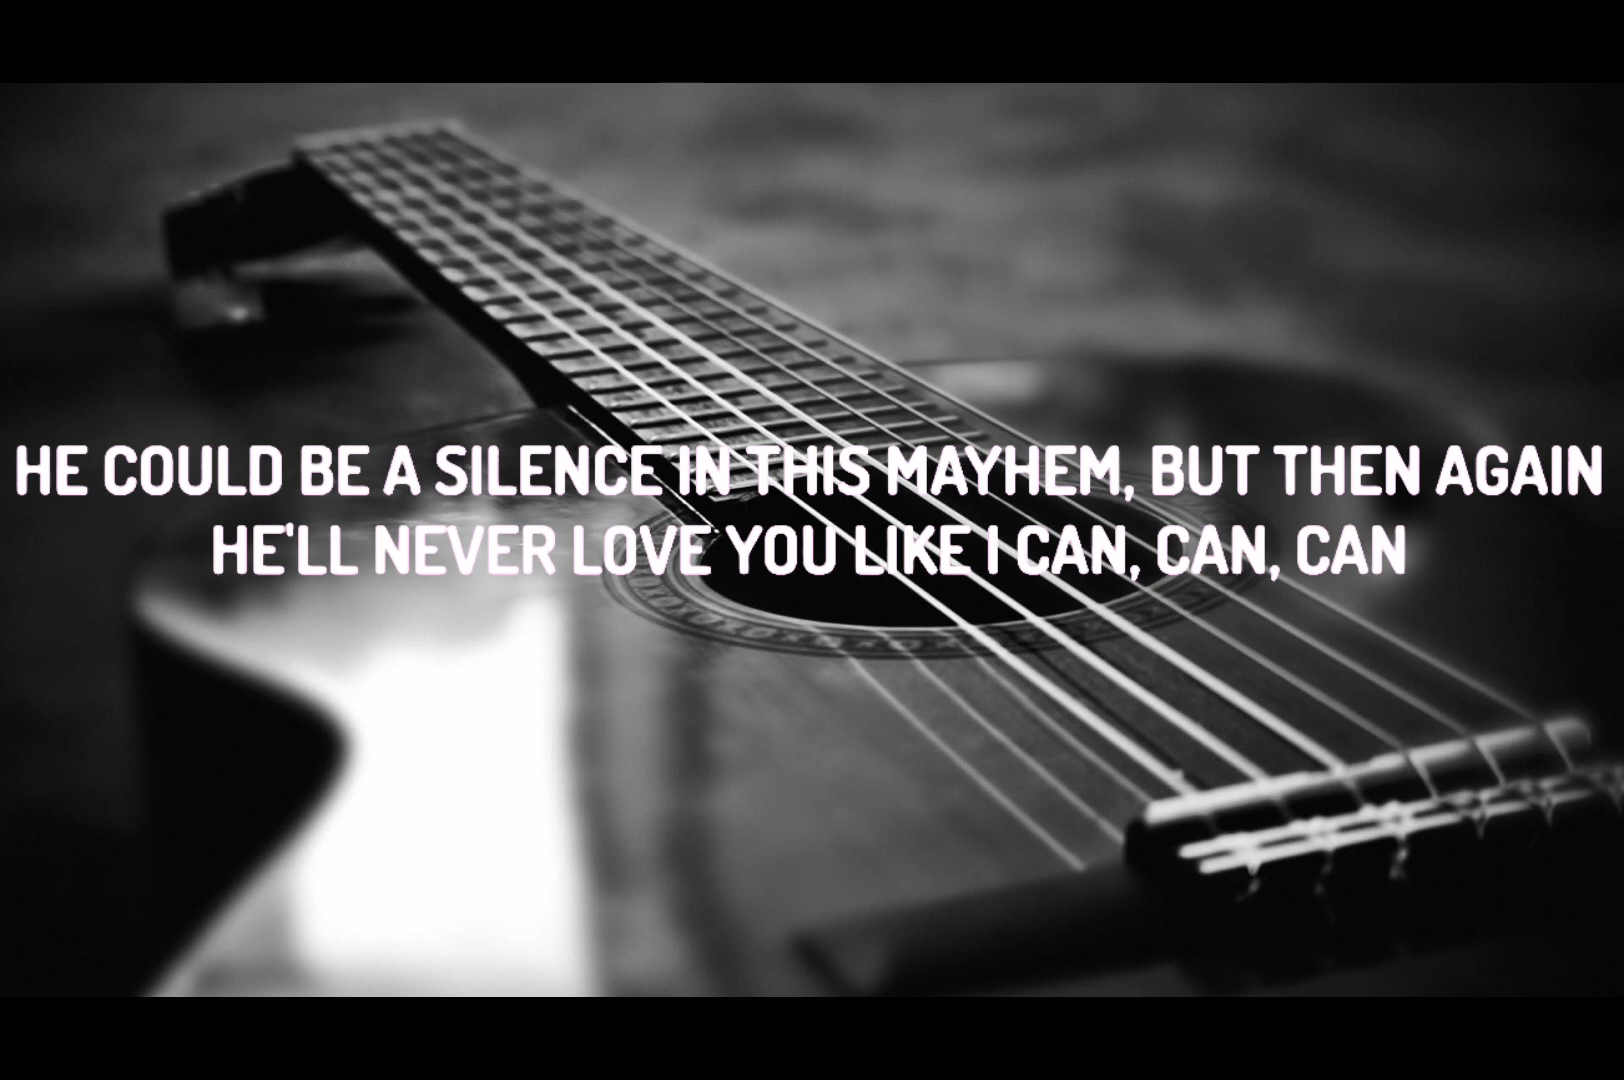 HE COULD BE A SILENCE IN THIS MAYHEM, BUT THEN AGAIN
HE'LL NEVER LOVE YOU LIKE I CAN, CAN, CAN